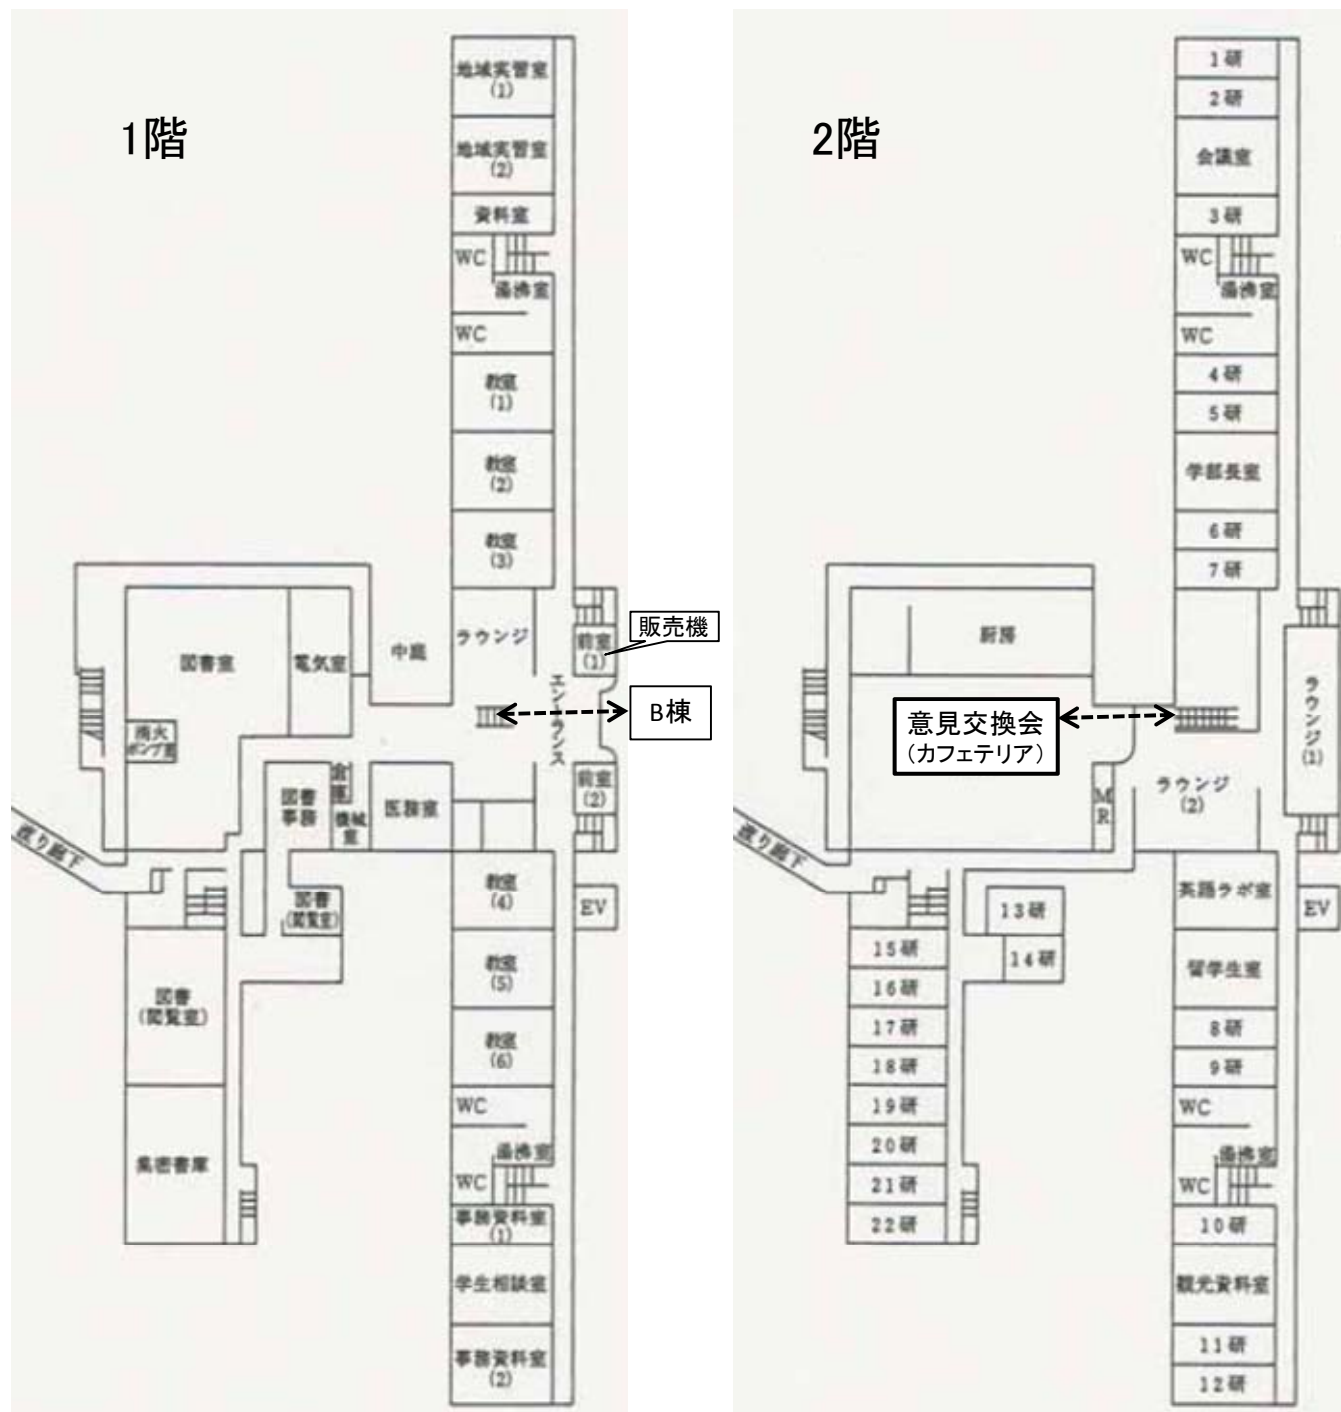 1階
地域実習室
(1)
地域実習室
(2)
資料室
WC
湯沸室
WC
教室
(1)
教室
(2)
教室
(3)
ラウンジ
前室
(1)
販売機
図書室
電気室
中庭
エントランス
B棟
消火
ポンプ室
前室
(2)
倉庫
図書
事務
機械室
医務室
渡り廊下
教室
(4)
EV
図書
(閲覧室)
教室
(5)
図書
(閲覧室)
教室
(6)
WC
湯沸室
WC
集密書庫
事務資料室
(1)
学生相談室
事務資料室
(2)
2階
1研
2研
会議室
3研
WC
湯沸室
WC
4研
5研
学部長室
6研
7研
厨房
ラウンジ
(1)
意見交換会
(カフェテリア)
ラウンジ
(2)
MR
渡り廊下
英語ラボ室
EV
13研
14研
留学生室
15研
16研
17研
18研
19研
20研
21研
22研
8研
9研
WC
湯沸室
WC
10研
観光資料室
11研
12研